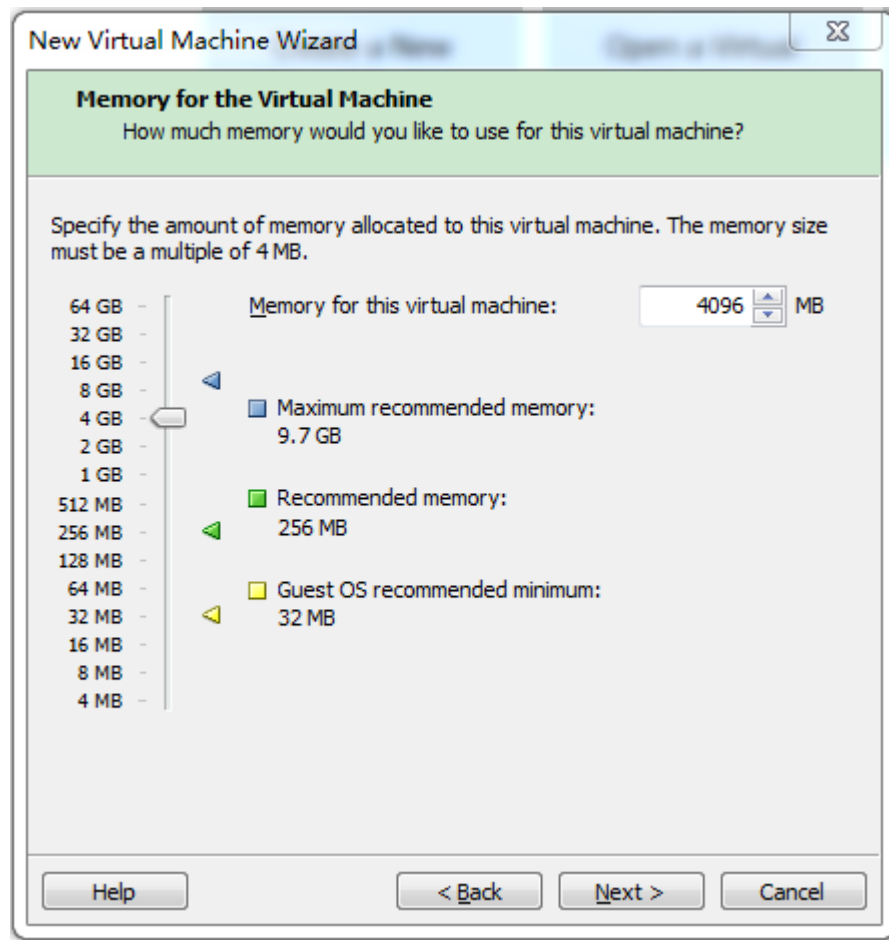 New Virtual Machine Wizard
Memory for the Virtual Machine
How much memory would you like to use for this virtual machine?
Specify the amount of memory allocated to this virtual machine. The memory size
must be a multiple of 4 MB.
Memory for this virtual machine: 4096 MB
64 GB
32 GB
16 GB
8 GB
4 GB
2 GB
1 GB
512 MB
256 MB
128 MB
64 MB
32 MB
16 MB
8 MB
4 MB
Maximum recommended memory:
9.7 GB
Recommended memory:
256 MB
Guest OS recommended minimum:
32 MB
Help
< Back
Next >
Cancel